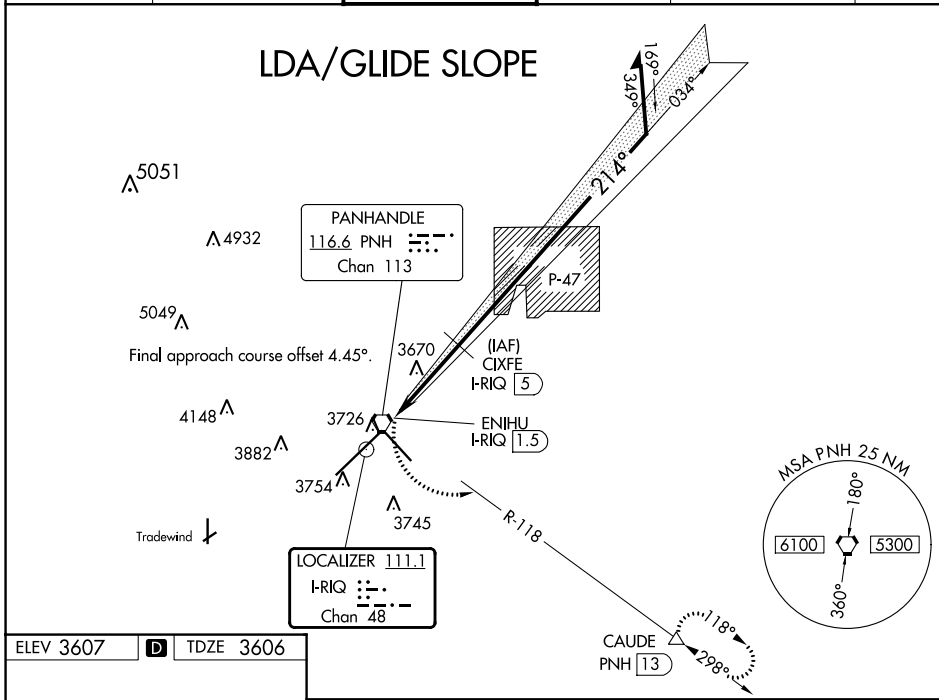 LDA/GLIDE SLOPE
169°
349°
034°
214°
5051
PANHANDLE
116.6 PNH
Chan 113
4932
P-47
5049
Final approach course offset 4.45°.
3670
(IAF)
CIXFE
I-RIQ 5
4148
3726
ENIHU
I-RIQ 1.5
3882
3754
3745
MSA PNH 25 NM
180°
6100
5300
360°
R-118
Tradewind
LOCALIZER 111.1
I-RIQ
Chan 48
CAUDE
PNH 13
118°
298°
ELEV 3607 D TDZE 3606